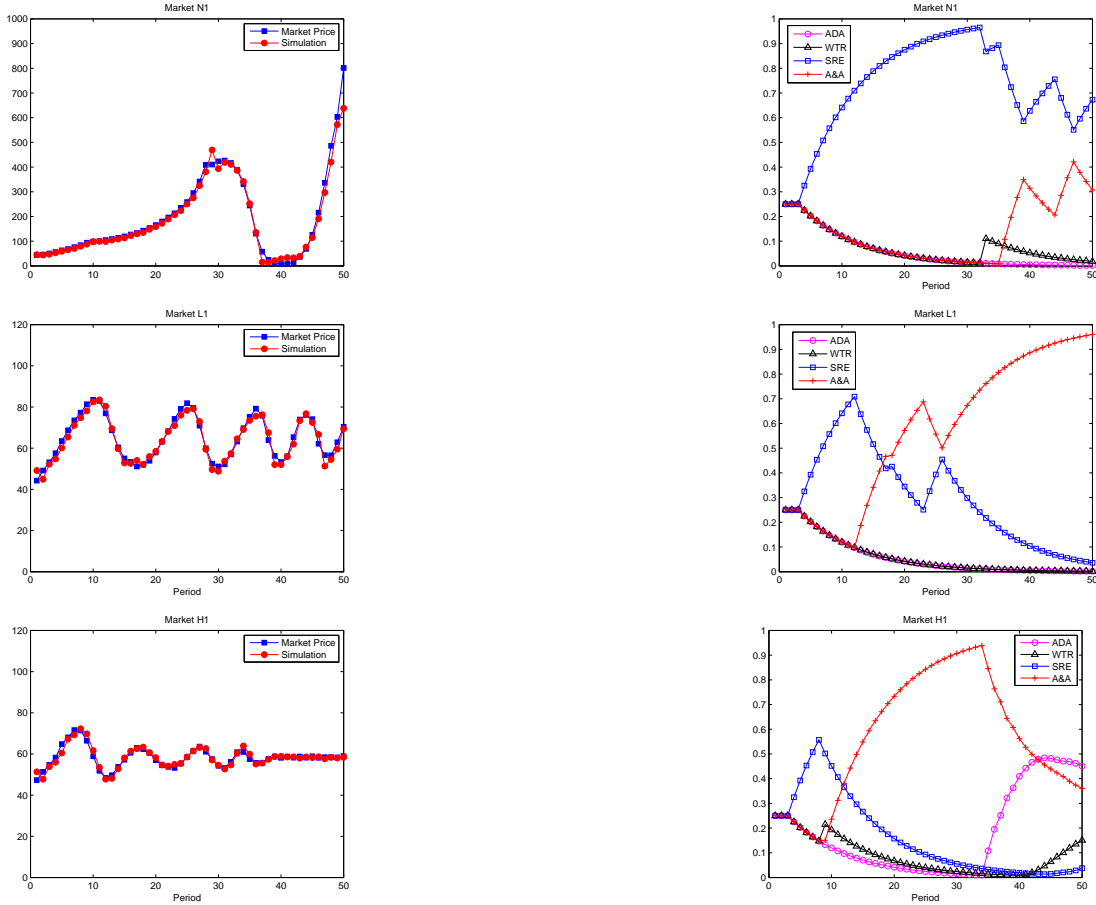 Market N1
1000
900
800
700
600
500
400
300
200
100
0
Market Price
Simulation
0 10 20 30 40 50
Market N1
1
0.9
0.8
0.7
0.6
0.5
0.4
0.3
0.2
0.1
0
ADA
WTR
SRE
A&A
0 10 20 30 40 50
Period
Market L1
120
100
80
60
40
20
0
Market Price
Simulation
0 10 20 30 40 50
Period
Market L1
1
0.9
0.8
0.7
0.6
0.5
0.4
0.3
0.2
0.1
0
ADA
WTR
SRE
A&A
0 10 20 30 40 50
Period
Market H1
120
100
80
60
40
20
0
Market Price
Simulation
0 10 20 30 40 50
Period
Market H1
1
0.9
0.8
0.7
0.6
0.5
0.4
0.3
0.2
0.1
0
ADA
WTR
SRE
A&A
0 10 20 30 40 50
Period